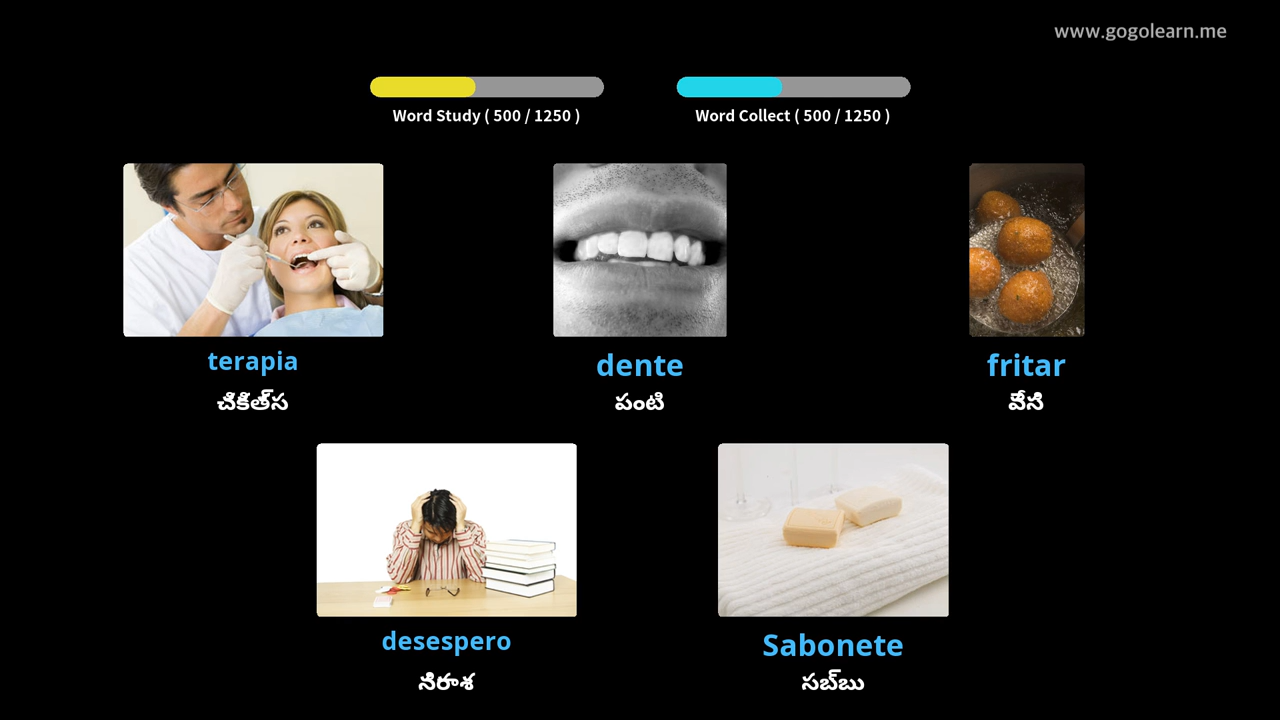 www.gogolearn.me
Word Study ( 500 / 1250 )
Word Collect ( 500 / 1250 )
terapia
చికిత్స
dente
పంటి
fritar
వేసి
desespero
నిరాశ
Sabonete
సబ్బు